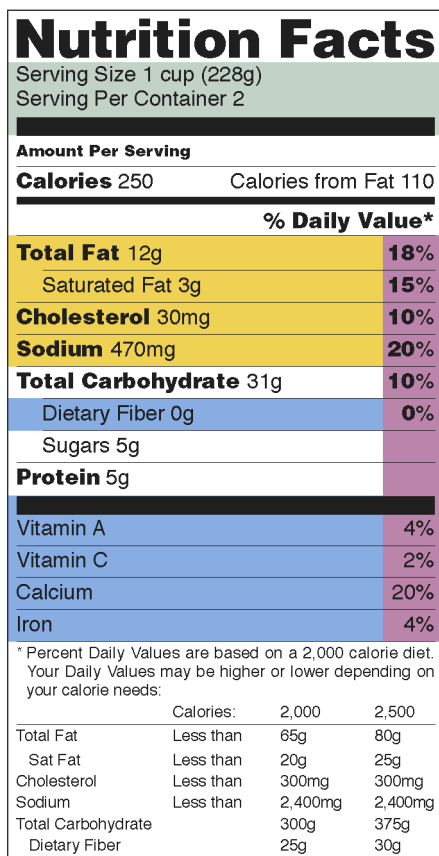 Nutrition Facts
Serving Size 1 cup (228g)
Serving Per Container 2
Amount Per Serving
Calories 250 Calories from Fat 110
% Daily Value*
Total Fat 12g 18%
Saturated Fat 3g 15%
Cholesterol 30mg 10%
Sodium 470mg 20%
Total Carbohydrate 31g 10%
Dietary Fiber 0g 0%
Sugars 5g
Protein 5g
Vitamin A 4%
Vitamin C 2%
Calcium 20%
Iron 4%
* Percent Daily Values are based on a 2,000 calorie diet.
Your Daily Values may be higher or lower depending on
your calorie needs:
Calories: 2,000 2,500
Total Fat Less than 65g 80g
Sat Fat Less than 20g 25g
Cholesterol Less than 300mg 300mg
Sodium Less than 2,400mg 2,400mg
Total Carbohydrate 300g 375g
Dietary Fiber 25g 30g